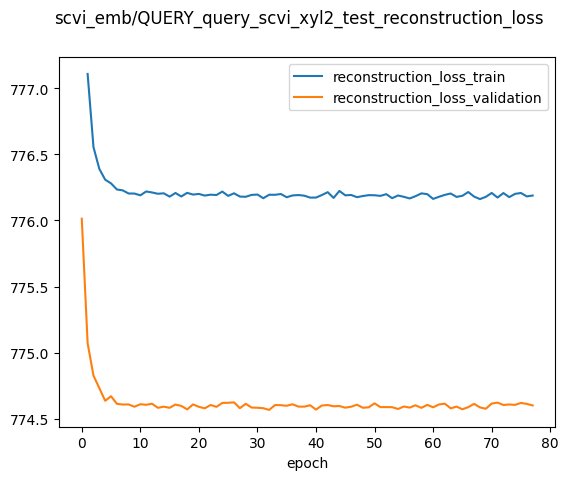 scvi_emb/QUERY_query_scvi_xyl2_test_reconstruction_loss
777.0
776.5
776.0
775.5
775.0
774.5
reconstruction_loss_train
reconstruction_loss_validation
0 10 20 30 40 50 60 70 80
epoch